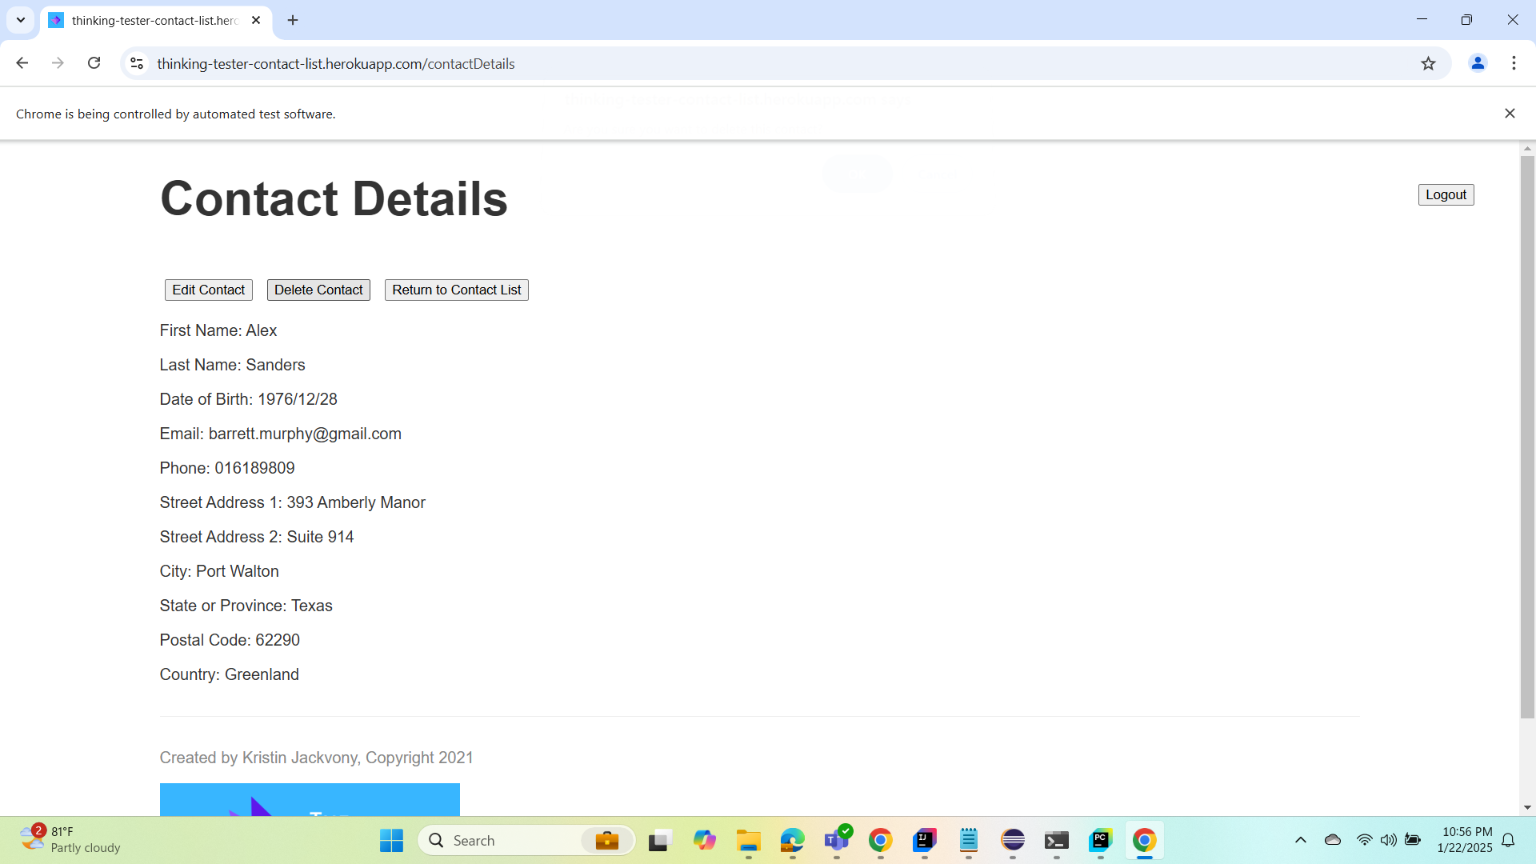 thinking-tester-contact-list.herc
thinking-tester-contact-list.herokuapp.com/contactDetails
Chrome is being controlled by automated test software.
Contact Details
Logout
Edit Contact
Delete Contact
Return to Contact List
First Name: Alex
Last Name: Sanders
Date of Birth: 1976/12/28
Email: barrett.murphy@gmail.com
Phone: 016189809
Street Address 1: 393 Amberly Manor
Street Address 2: Suite 914
City: Port Walton
State or Province: Texas
Postal Code: 62290
Country: Greenland
Created by Kristin Jackvony, Copyright 2021
2
81°F
Partly cloudy
Search
10:56 PM
1/22/2025